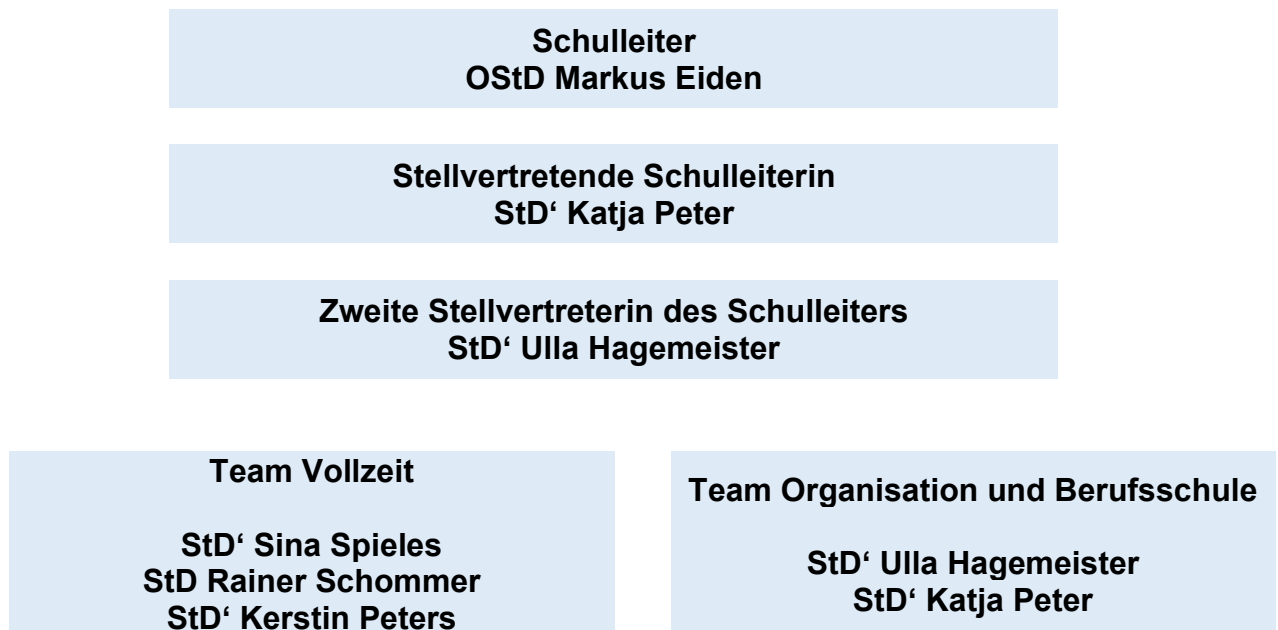 Schulleiter
OStD Markus Eiden
Stellvertretende Schulleiterin
StD‘ Katja Peter
Zweite Stellvertreterin des Schulleiters
StD‘ Ulla Hagemeister
Team Vollzeit
StD‘ Sina Spieles
StD Rainer Schommer
StD‘ Kerstin Peters
Team Organisation und Berufsschule
StD‘ Ulla Hagemeister
StD‘ Katja Peter